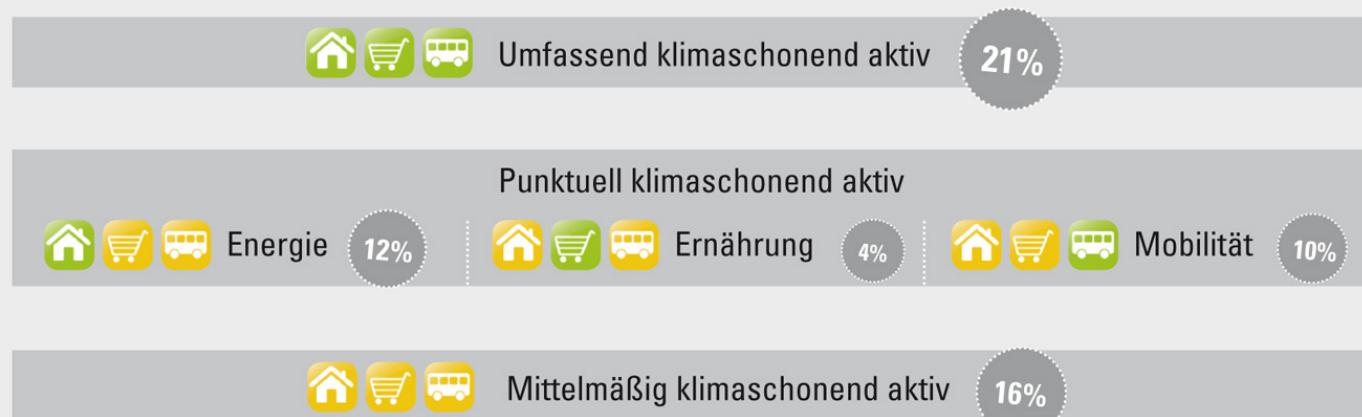 Umfassend klimaschonend aktiv 21%
Punktuell klimaschonend aktiv
Energie 12% Ernährung 4% Mobilität 10%
Mittelmäßig klimaschonend aktiv 16%